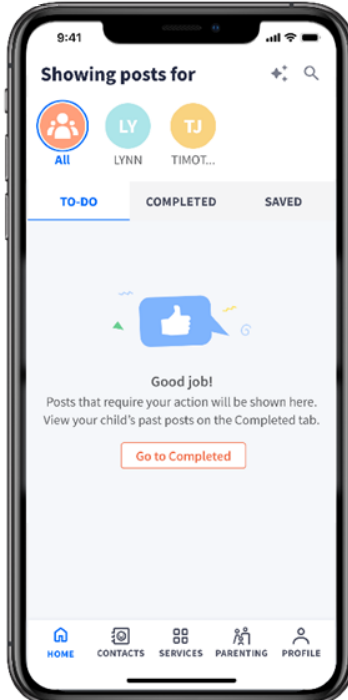 9:41
Showing posts for
LY
TJ
All
LYNN
TIMOT...
TO-DO
COMPLETED
SAVED
Good job!
Posts that require your action will be shown here.
View your child's past posts on the Completed tab.
Go to Completed
HOME
CONTACTS
SERVICES
PARENTING
PROFILE